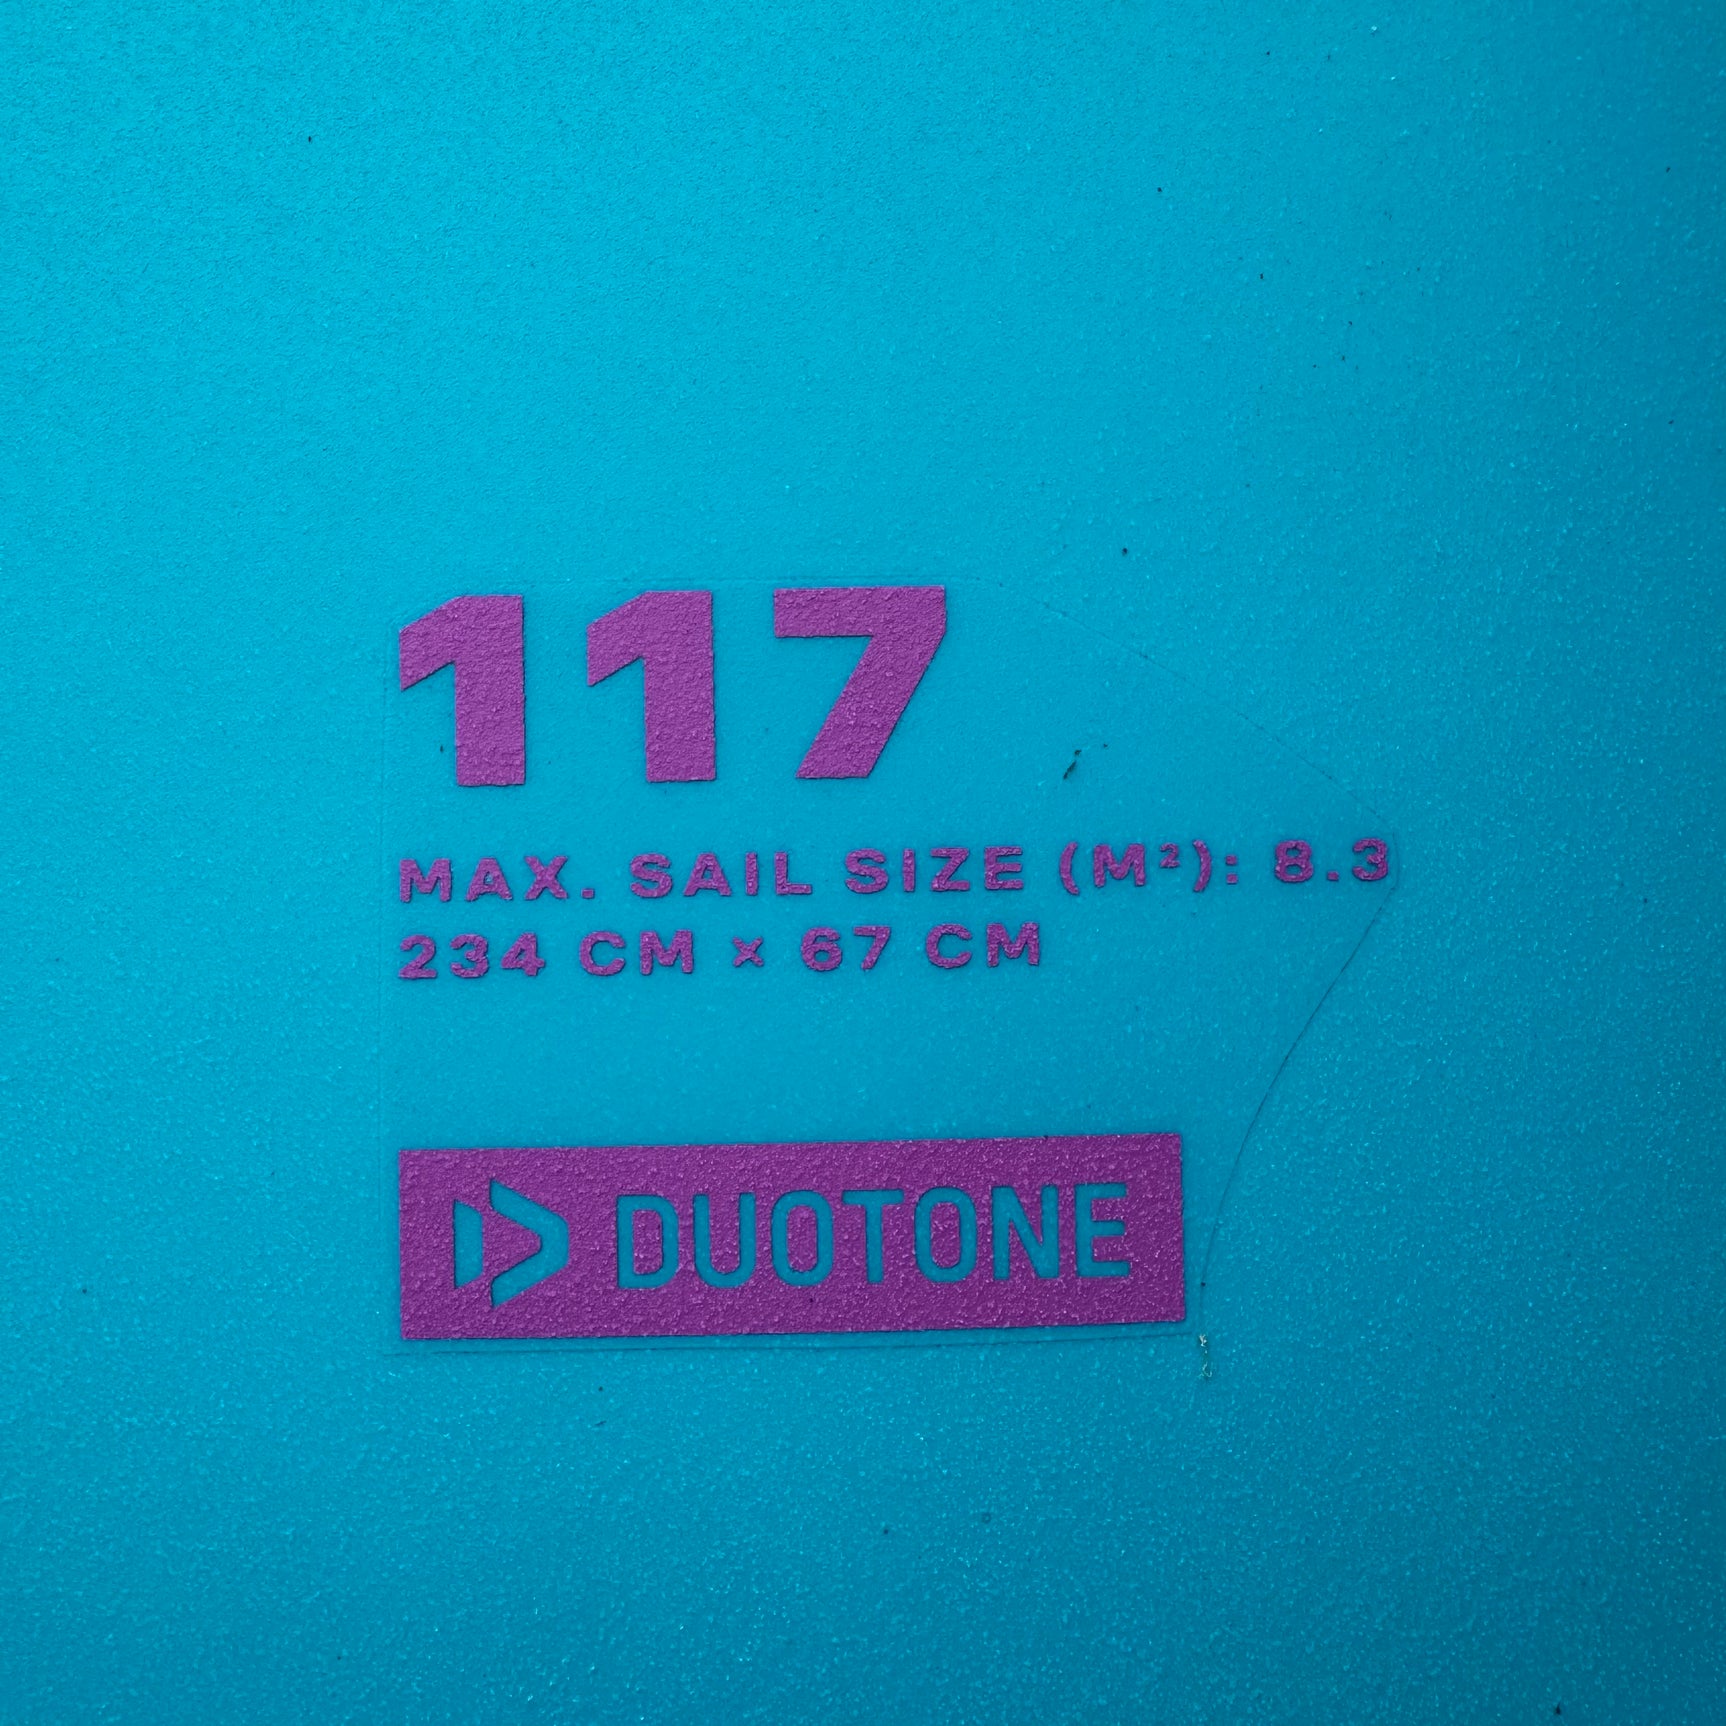 117
MAX. SAIL SIZE (M²): 8.3
234 CM × 67 CM
DUOTONE